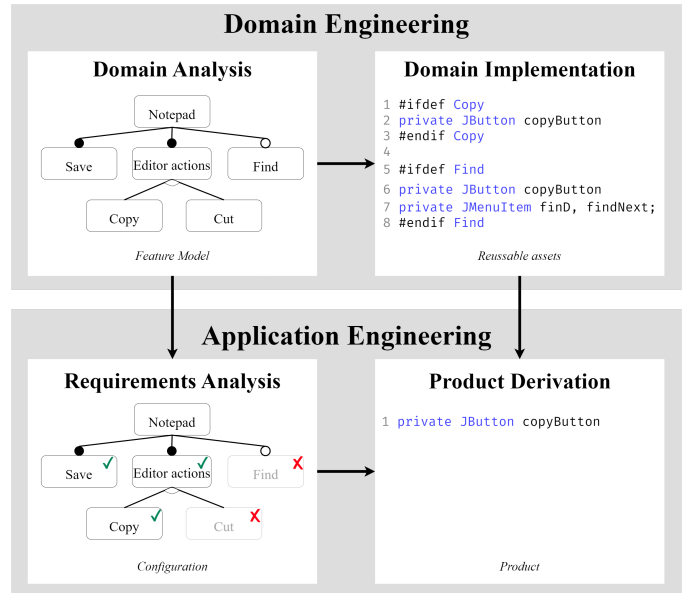 Domain Engineering
Domain Analysis
Notepad
Save
Editor actions
Find
Copy
Cut
Feature Model
Domain Implementation
1 #ifdef Copy
2 private JButton copyButton
3 #endif Copy
4
5 #ifdef Find
6 private JButton copyButton
7 private JMenuItem finD, findNext;
8 #endif Find
Reussable assets
Application Engineering
Requirements Analysis
Notepad
Save
Editor actions
Find
Copy
Cut
Configuration
Product Derivation
1 private JButton copyButton
Product